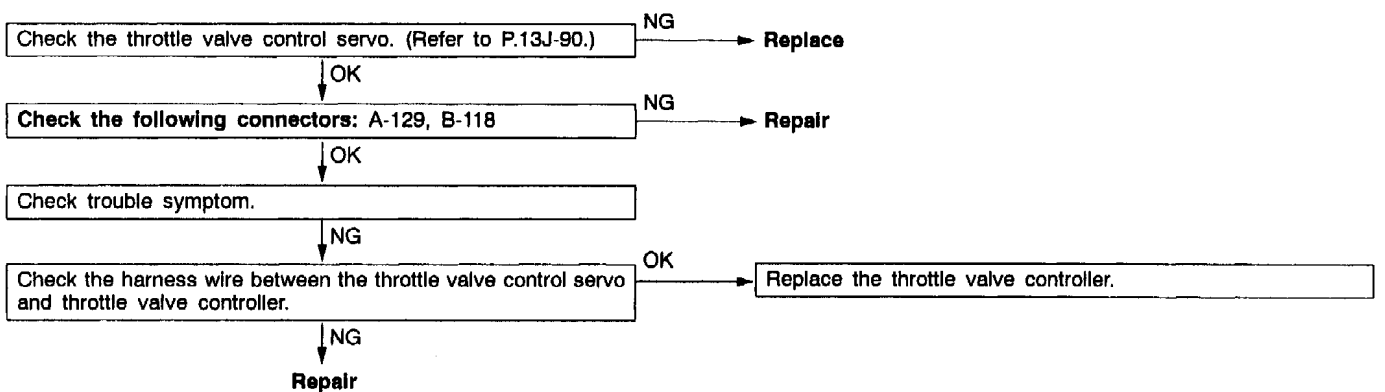 NG
Check the throttle valve control servo. (Refer to P.13J-90.)
Replace
OK
NG
Check the following connectors: A-129, B-118
Repair
OK
Check trouble symptom.
NG
OK
Check the harness wire between the throttle valve control servo
and throttle valve controller.
Replace the throttle valve controller.
NG
Repair